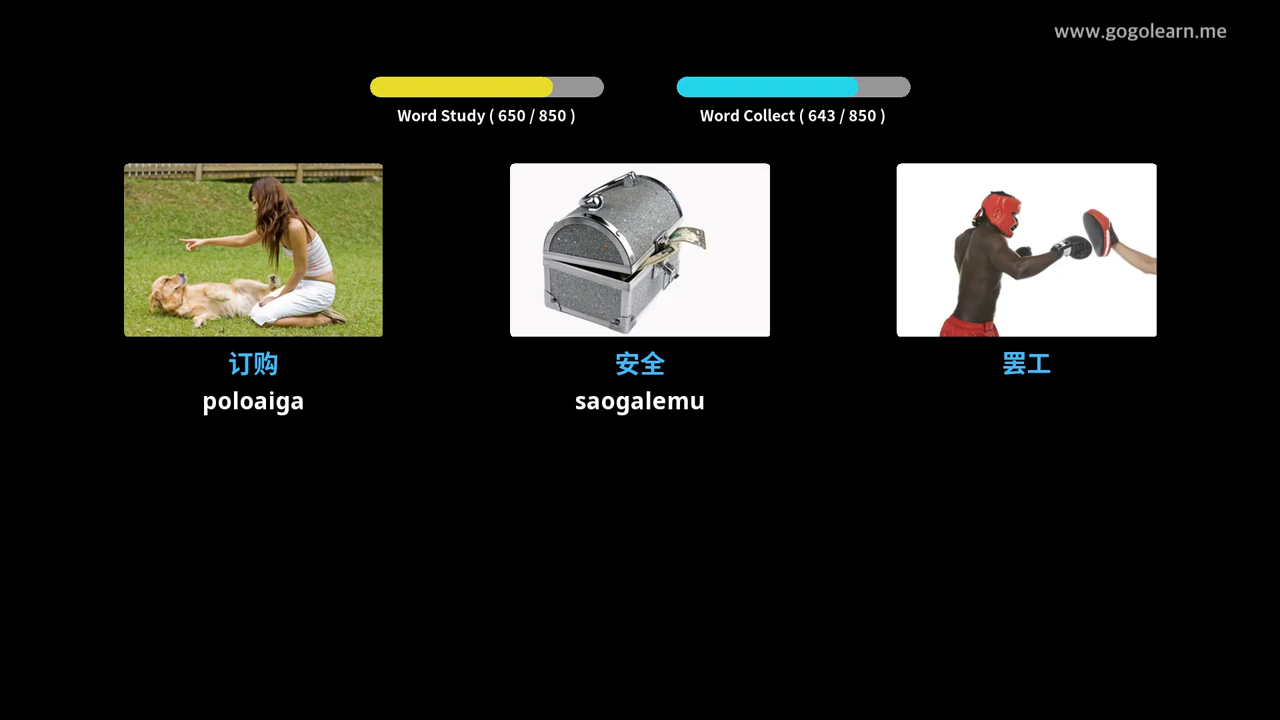 www.gogolearn.me
Word Study ( 650 / 850 )
Word Collect ( 643 / 850 )
订购
安全
罢工
poloaiga
saogalemu